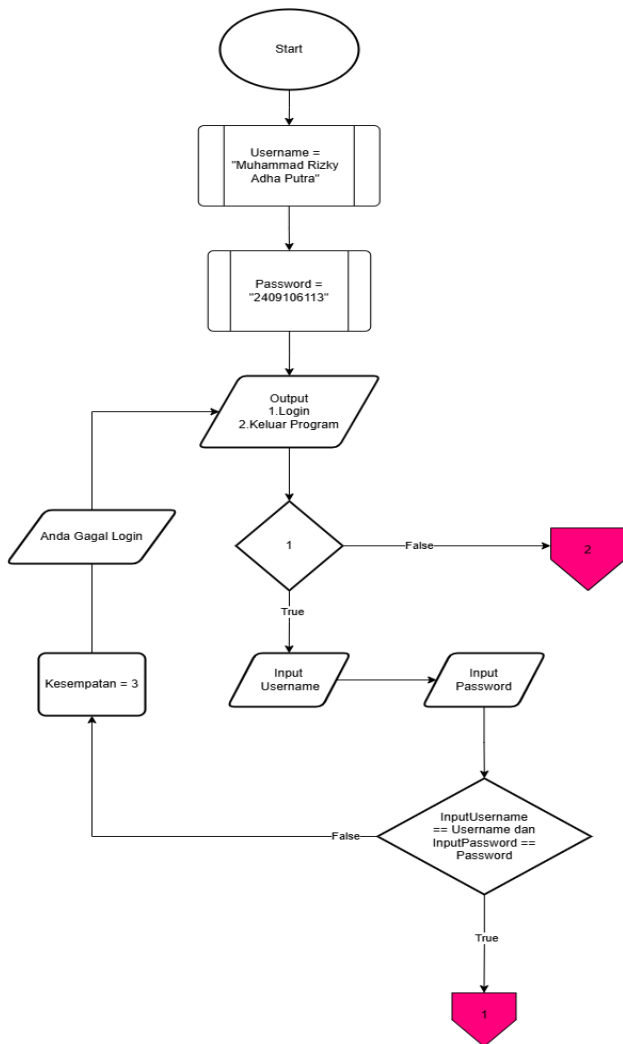 Start
Username =
"Muhammad Rizky
Adha Putra"
Password =
"2409106113"
Output
1.Login
2.Keluar Program
Anda Gagal Login
1
False
2
True
Kesempatan = 3
Input
Username
Input
Password
InputUsername
== Username dan
InputPassword ==
Password
False
True
1